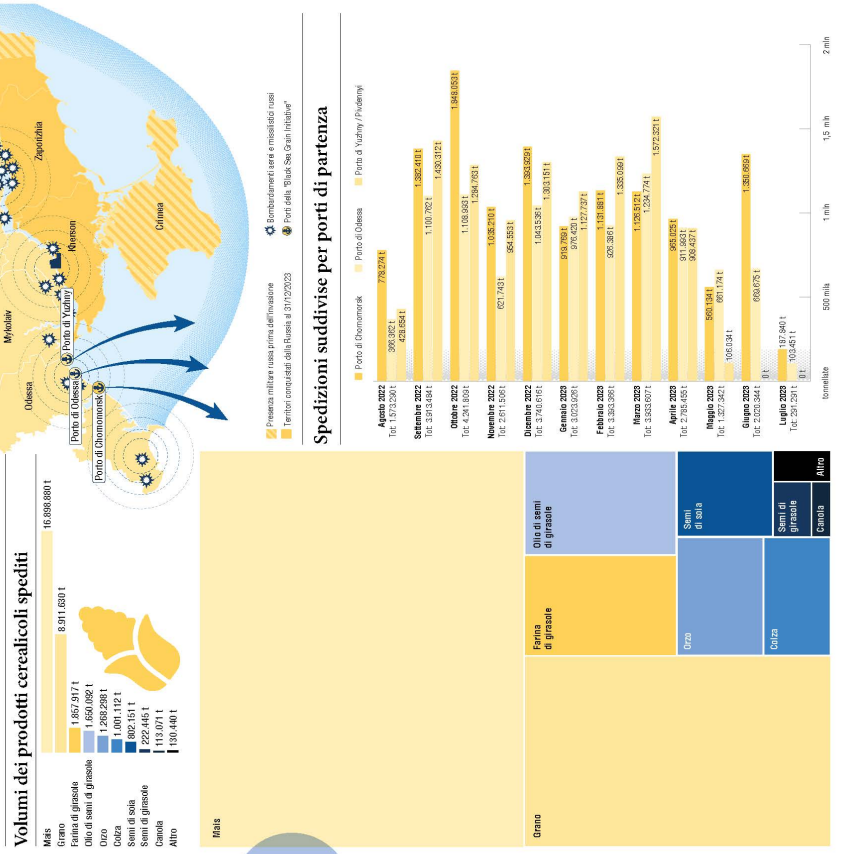 Volumi dei prodotti cerealicoli spediti
Mais 16.898.880 t
Grano 8.911.630 t
Farina di girasole 1.857.917 t
Olio di semi di girasole 1.650.092 t
Orzo 1.268.298 t
Colza 1.001.112 t
Semi di soia 802.151 t
Semi di girasole 222.445 t
Canola 113.071 t
Altro 130.440 t
Mykolaiv
Zaporizhia
Odessa
Kherson
Porto di Yuzhny
Porto di Odessa
Porto di Chornomorsk
Crimea
Presenza militare russa prima dell'invasione
Territori conquistati dalla Russia al 31/12/2023
Bombardamenti aerei e missilistici russi
Porti della "Black Sea Grain Initiative"
Mais
Grano
Farina
di girasole
Olio di semi
di girasole
Orzo
Semi
di soia
Colza
Semi di
girasole
Canola
Altro
Spedizioni suddivise per porti di partenza
Porto di Chornomorsk
Porto di Odessa
Porto di Yuzhny / Pivdennyi
Agosto 2022
Tot: 1.573.290 t
778.274 t
366.362 t
428.654 t
Settembre 2022
Tot: 3.913.484 t
1.382.410 t
1.100.762 t
1.430.312 t
Ottobre 2022
Tot: 4.241.809 t
1.848.053 t
1.108.993 t
1.284.763 t
Novembre 2022
Tot: 2.611.506 t
1.035.210 t
621.743 t
954.553 t
Dicembre 2022
Tot: 3.740.616 t
1.393.929 t
1.043.536 t
1.303.151 t
Gennaio 2023
Tot: 3.023.926 t
919.769 t
976.420 t
1.127.737 t
Febbraio 2023
Tot: 3.393.366 t
1.131.881 t
926.386 t
1.335.099 t
Marzo 2023
Tot: 3.933.607 t
1.126.512 t
1.234.774 t
1.572.321 t
Aprile 2023
Tot: 2.785.455 t
965.025 t
911.993 t
908.437 t
Maggio 2023
Tot: 1.327.342 t
560.134 t
661.174 t
106.034 t
Giugno 2023
Tot: 2.020.344 t
1.350.669 t
669.675 t
0 t
Luglio 2023
Tot: 291.291 t
187.840 t
103.451 t
0 t
tonnellate
500 mila
1 mln
1,5 mln
2 mln